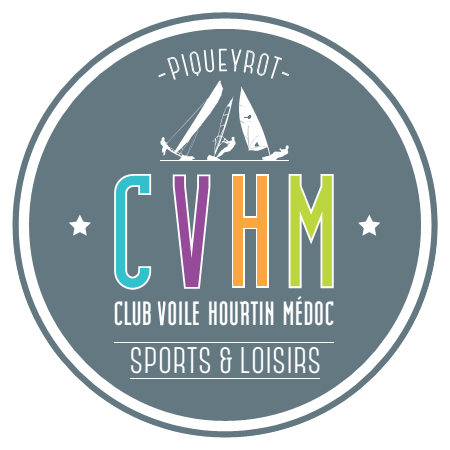 -PIQUEYROT-
CVHM
CLUB VOILE HOURTIN MÉDOC
SPORTS & LOISIRS